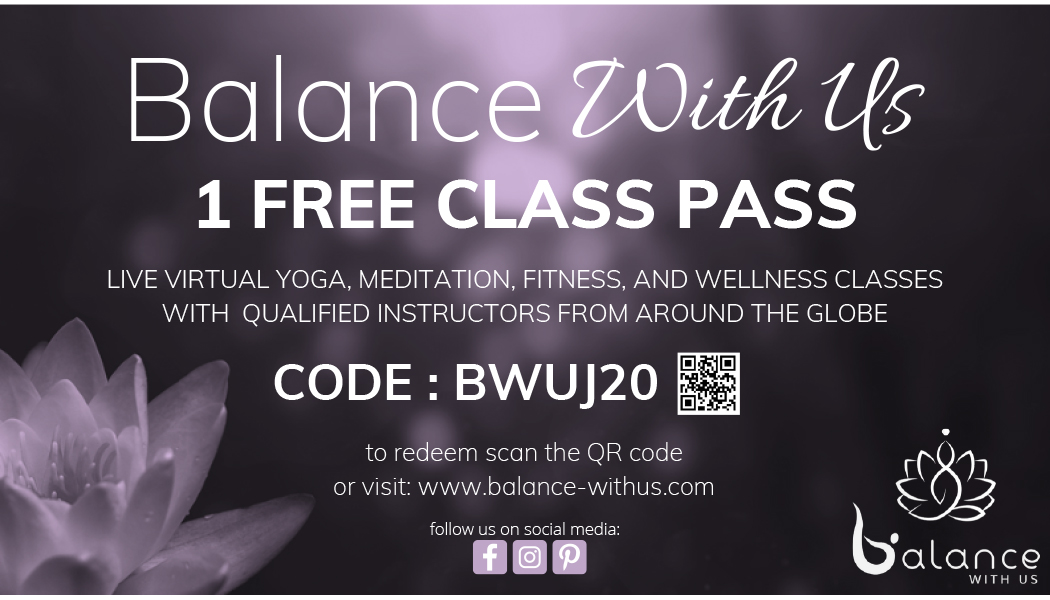 Balance With Us
1 FREE CLASS PASS
LIVE VIRTUAL YOGA, MEDITATION, FITNESS, AND WELLNESS CLASSES
WITH  QUALIFIED INSTRUCTORS FROM AROUND THE GLOBE
CODE : BWUJ20
to redeem scan the QR code
or visit: www.balance-withus.com
follow us on social media:
balance
WITH US